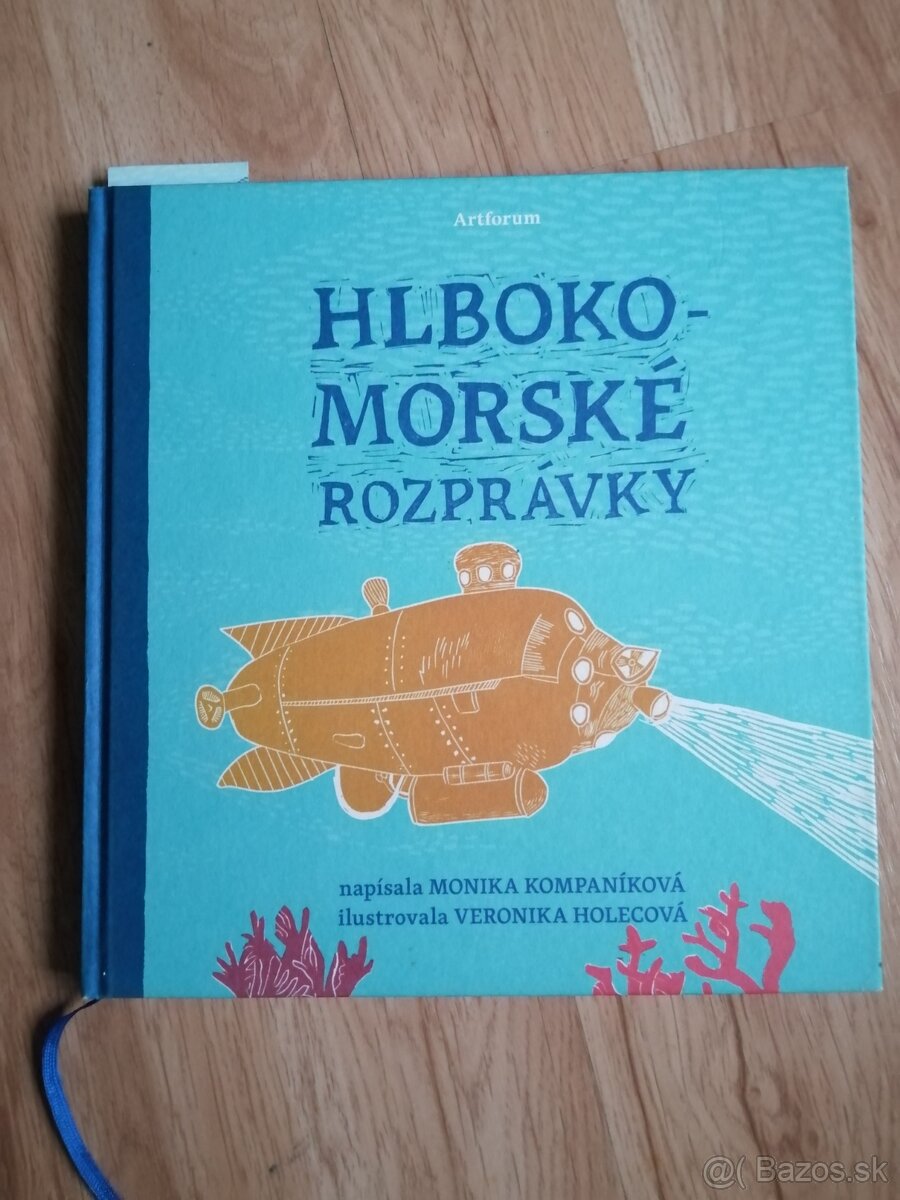 Artforum
HLBOKO-
MORSKÉ
ROZPRÁVKY
napísala MONIKA KOMPANÍKOVÁ
ilustrovala VERONIKA HOLECOVÁ
@( Bazos.sk